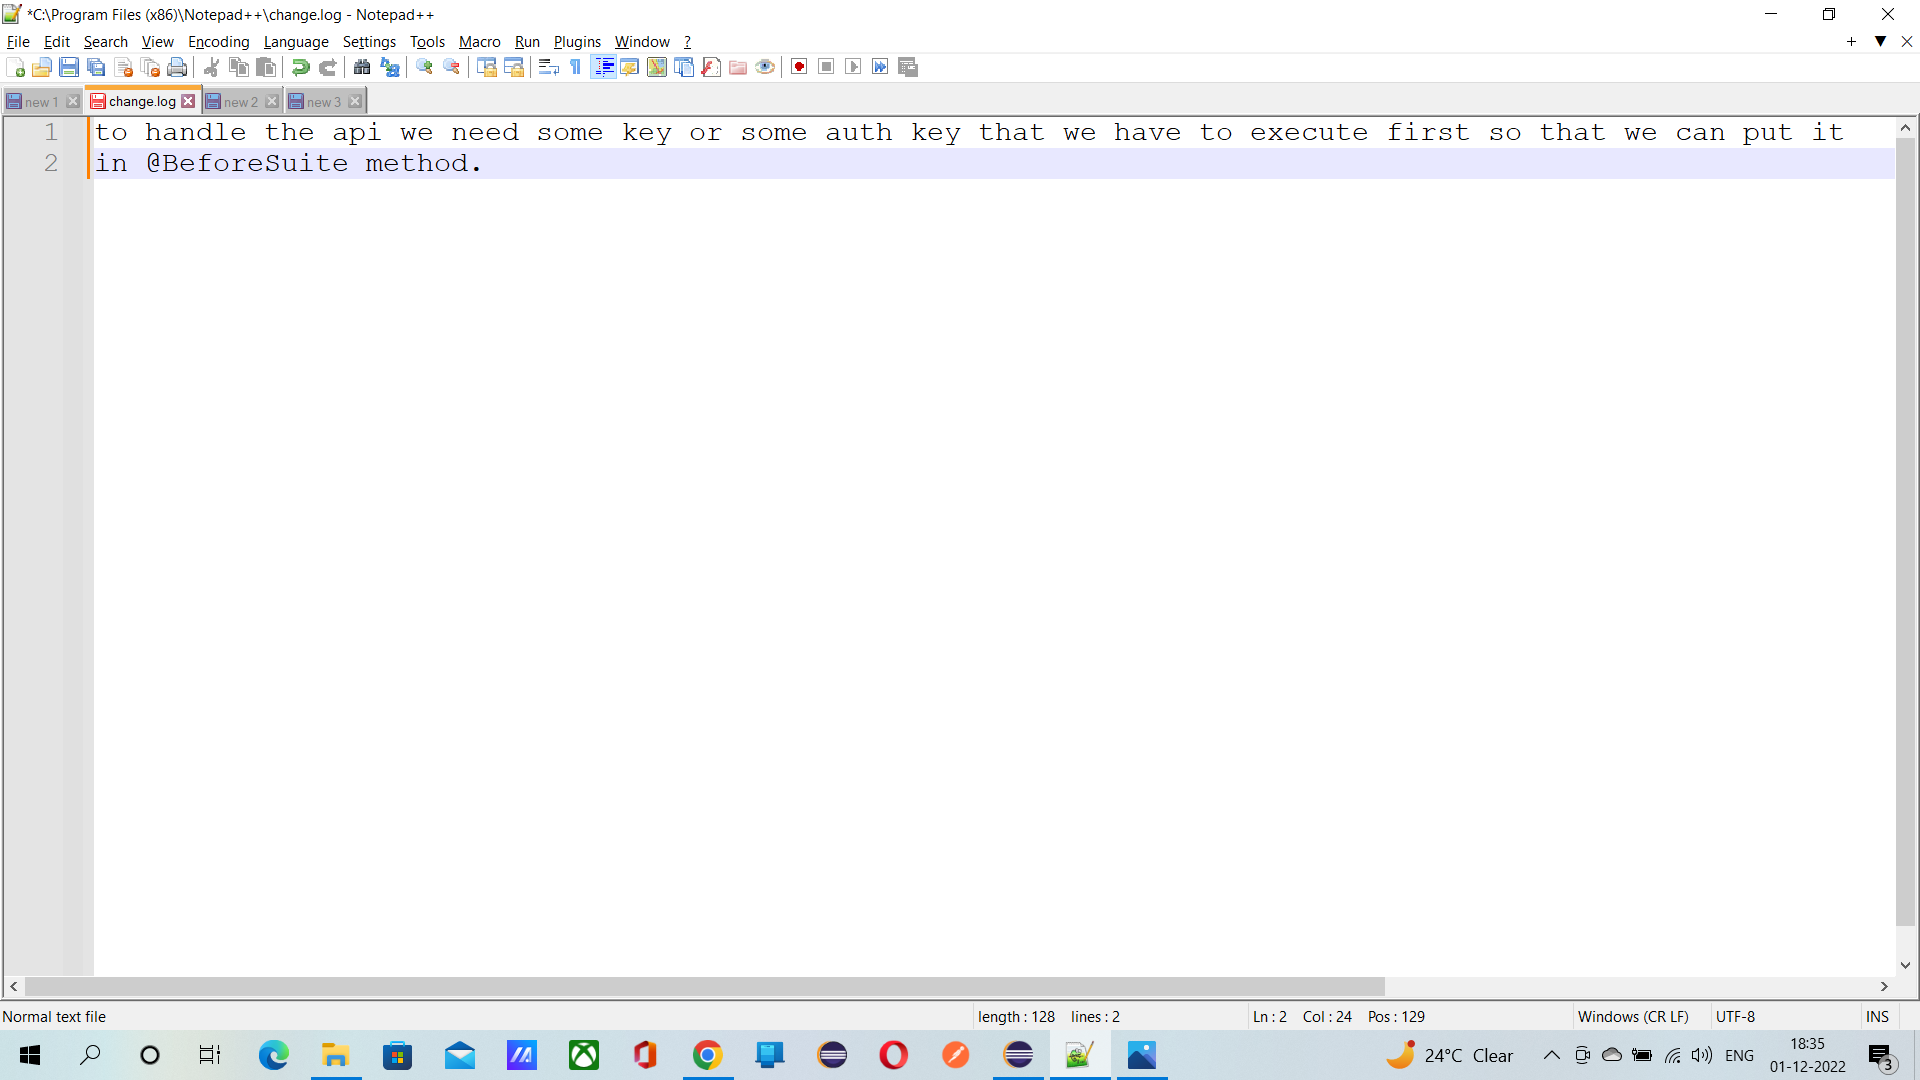 *C:\Program Files (x86)\Notepad++\change.log - Notepad++
File Edit Search View Encoding Language Settings Tools Macro Run Plugins Window ?
new 1 change.log new 2 new 3
1 to handle the api we need some key or some auth key that we have to execute first so that we can put it
2 in @BeforeSuite method.
Normal text file length : 128 lines : 2 Ln : 2 Col : 24 Pos : 129 Windows (CR LF) UTF-8 INS
24°C Clear ENG 18:35
01-12-2022 3